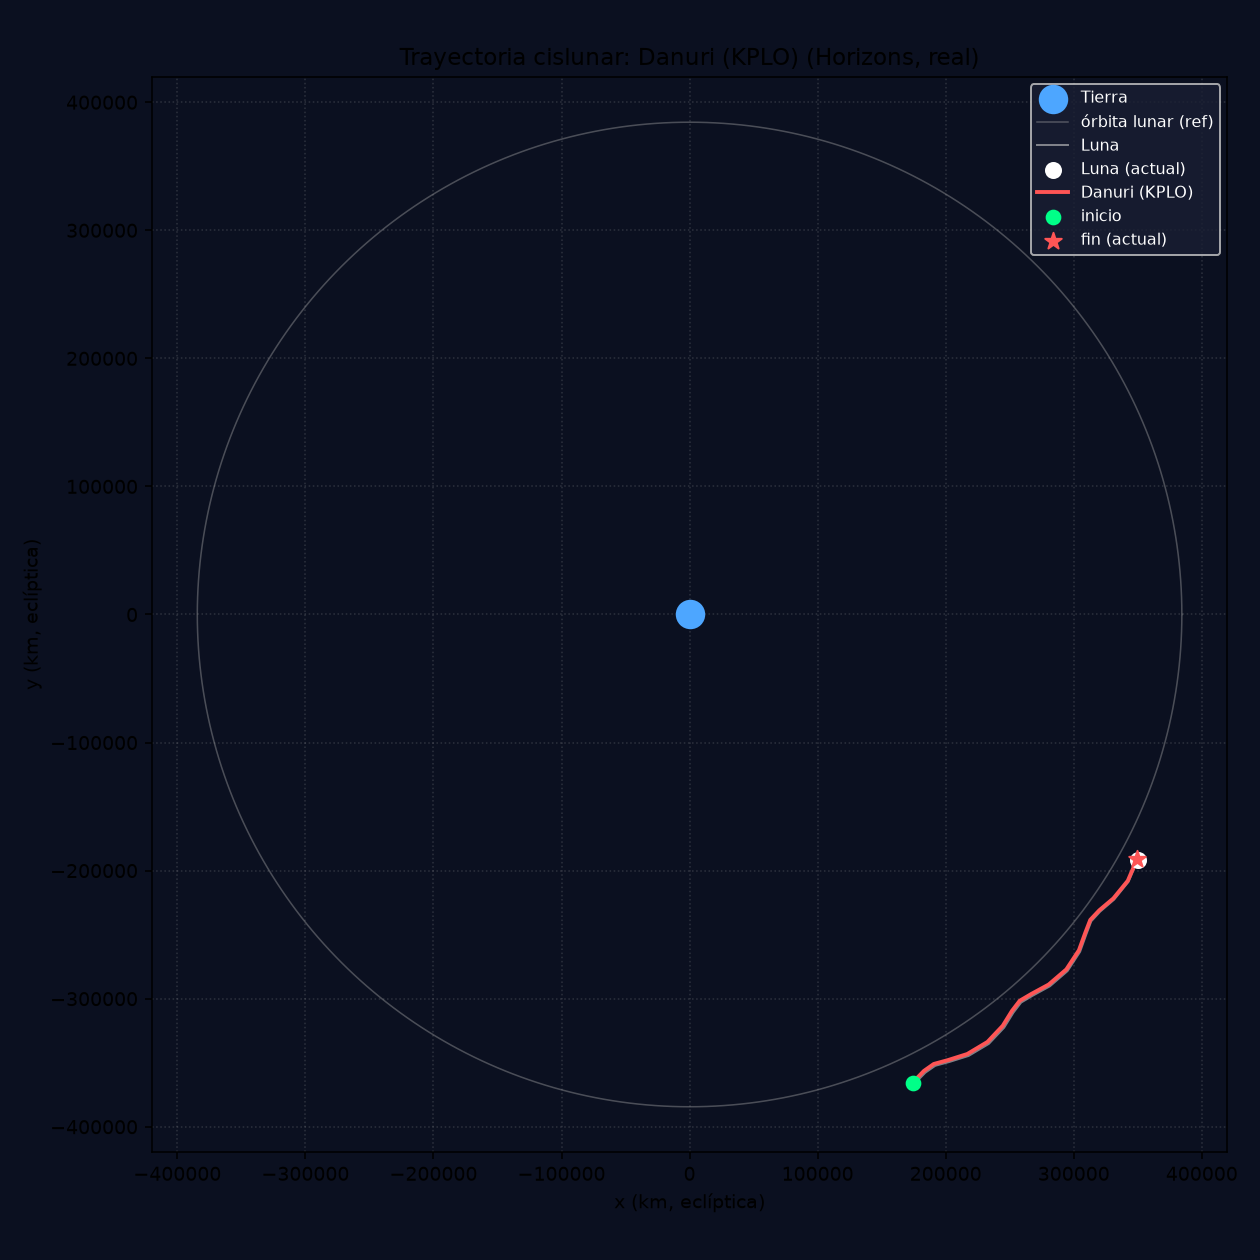 Trayectoria cislunar: Danuri (KPLO) (Horizons, real)
Tierra
órbita lunar (ref)
Luna
Luna (actual)
Danuri (KPLO)
inicio
fin (actual)
400000
300000
200000
100000
0
−100000
−200000
−300000
−400000
y (km, eclíptica)
−400000 −300000 −200000 −100000 0 100000 200000 300000 400000
x (km, eclíptica)